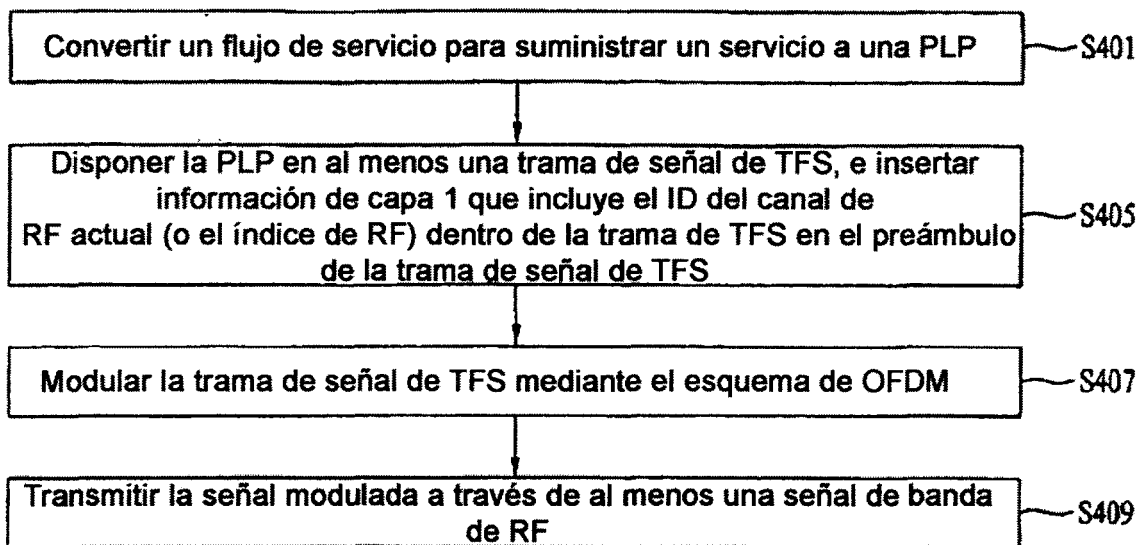 Convertir un flujo de servicio para suministrar un servicio a una PLP
S401
Disponer la PLP en al menos una trama de señal de TFS, e insertar
información de capa 1 que incluye el ID del canal de
RF actual (o el índice de RF) dentro de la trama de TFS en el preámbulo
de la trama de señal de TFS
S405
Modular la trama de señal de TFS mediante el esquema de OFDM
S407
Transmitir la señal modulada a través de al menos una señal de banda
de RF
S409